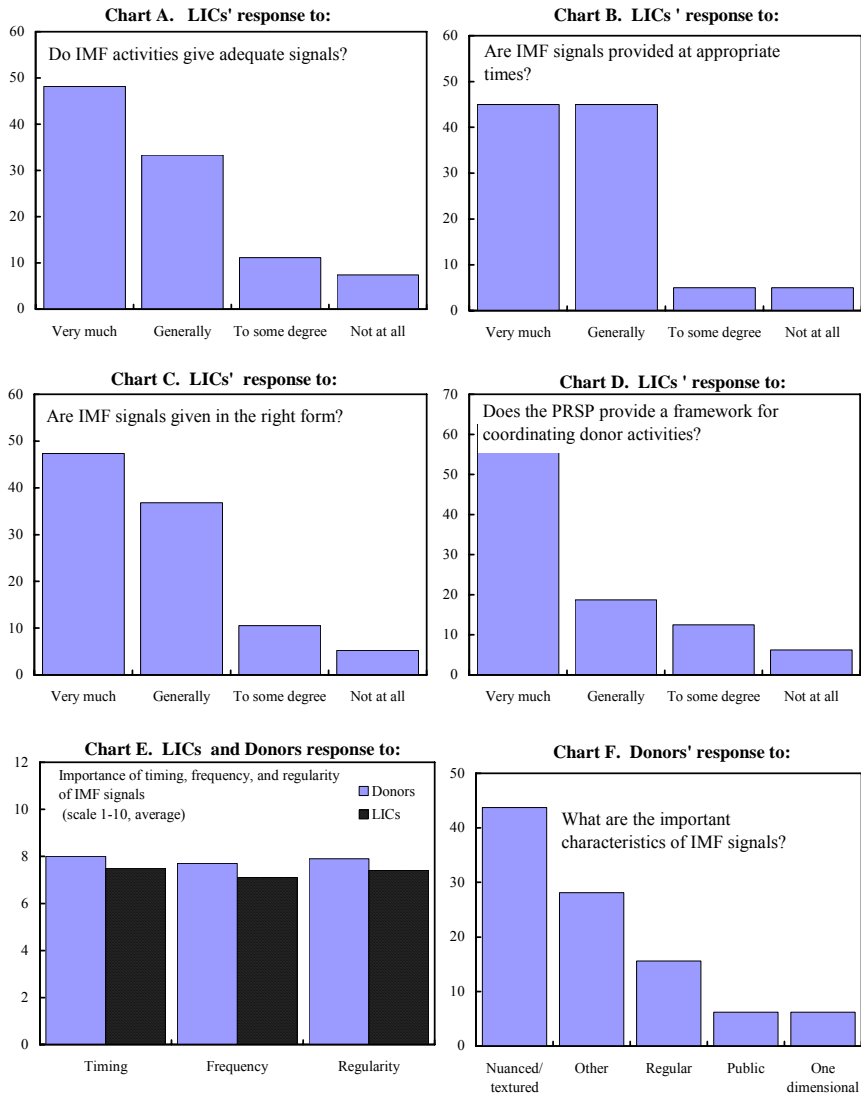 Chart A. LICs' response to:
Do IMF activities give adequate signals?
60
50
40
30
20
10
0
Very much Generally To some degree Not at all
Chart B. LICs ' response to:
Are IMF signals provided at appropriate
times?
60
50
40
30
20
10
0
Very much Generally To some degree Not at all
Chart C. LICs' response to:
Are IMF signals given in the right form?
60
50
40
30
20
10
0
Very much Generally To some degree Not at all
Chart D. LICs ' response to:
Does the PRSP provide a framework for
coordinating donor activities?
70
60
50
40
30
20
10
0
Very much Generally To some degree Not at all
Chart E. LICs and Donors response to:
Importance of timing, frequency, and regularity
of IMF signals
(scale 1-10, average)
Donors
LICs
12
10
8
6
4
2
0
Timing Frequency Regularity
Chart F. Donors' response to:
What are the important
characteristics of IMF signals?
50
40
30
20
10
0
Nuanced/
textured
Other
Regular
Public
One
dimensional